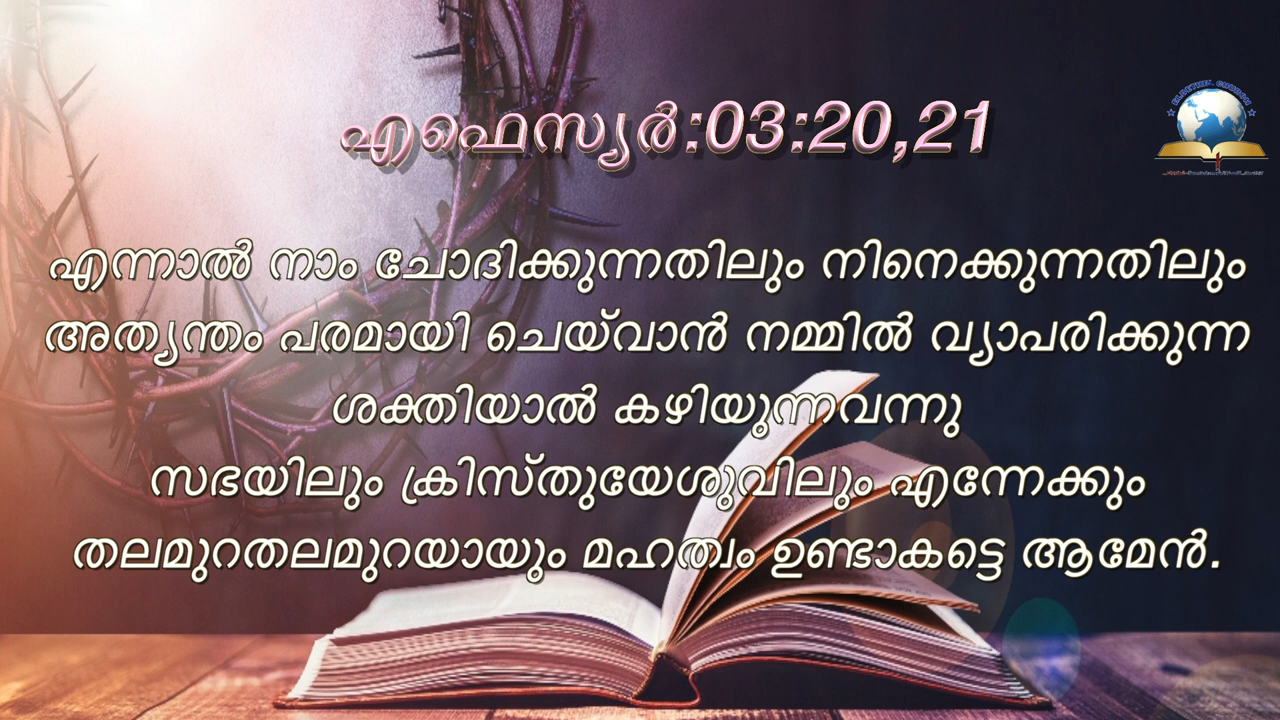 എഫെസ്യർ:03:20,21
എന്നാൽ നാം ചോദിക്കുന്നതിലും നിനെക്കുന്നതിലും
അത്യന്തം പരമായി ചെയ്‌വാൻ നമ്മിൽ വ്യാപരിക്കുന്ന
ശക്തിയാൽ കഴിയുന്നവന്നു
സഭയിലും ക്രിസ്തുയേശുവിലും എന്നേക്കും
തലമുറതലമുറയായും മഹത്വം ഉണ്ടാകട്ടെ ആമേൻ.